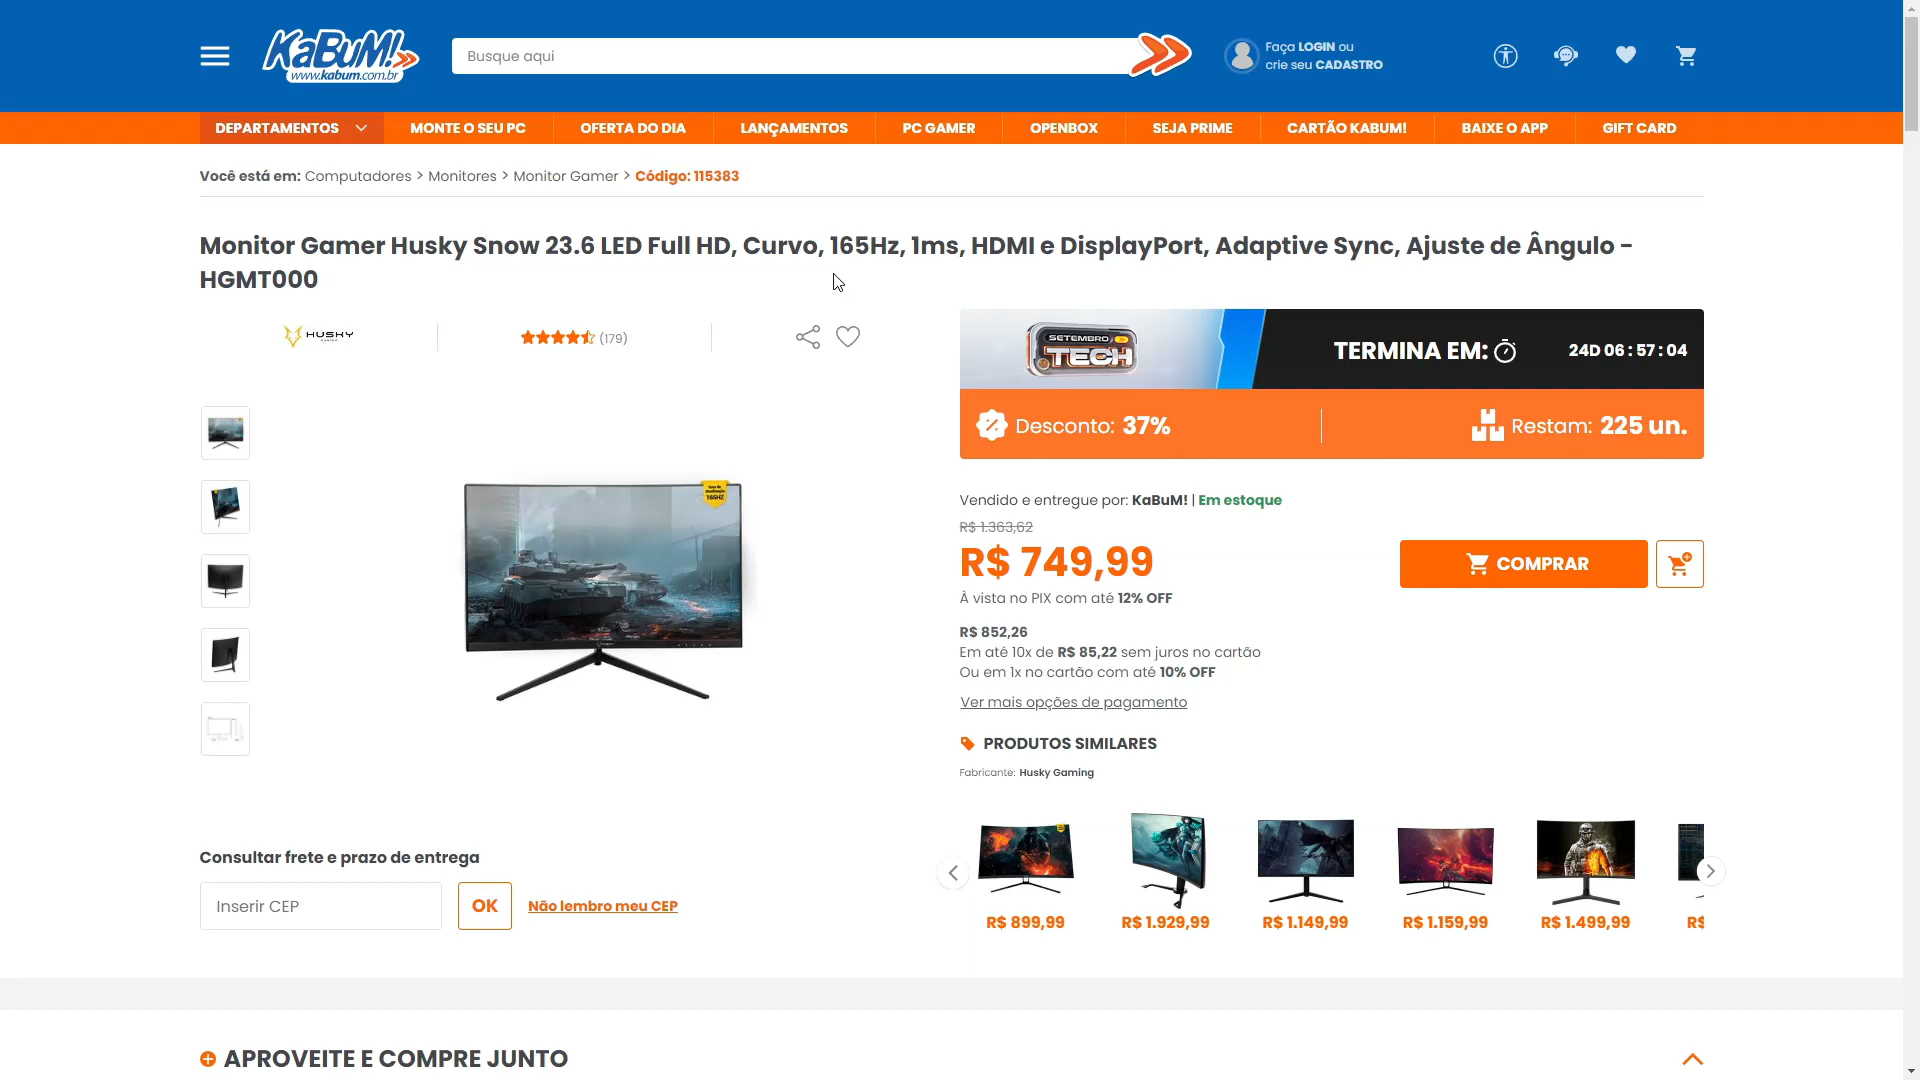 KaBuM!
www.kabum.com.br
Busque aqui
Faça LOGIN ou
crie seu CADASTRO
DEPARTAMENTOS
MONTE O SEU PC
OFERTA DO DIA
LANÇAMENTOS
PC GAMER
OPENBOX
SEJA PRIME
CARTÃO KABUM!
BAIXE O APP
GIFT CARD
Você está em: Computadores > Monitores > Monitor Gamer > Código: 115383
Monitor Gamer Husky Snow 23.6 LED Full HD, Curvo, 165Hz, 1ms, HDMI e DisplayPort, Adaptive Sync, Ajuste de Ângulo -
HGMT000
HUSKY
(179)
SETEMBRO
TECH
TERMINA EM:
24D 06 : 57 : 04
Desconto: 37%
Restam: 225 un.
165HZ
Vendido e entregue por: KaBuM! | Em estoque
R$ 1.363,62
R$ 749,99
COMPRAR
À vista no PIX com até 12% OFF
R$ 852,26
Em até 10x de R$ 85,22 sem juros no cartão
Ou em 1x no cartão com até 10% OFF
Ver mais opções de pagamento
PRODUTOS SIMILARES
Fabricante: Husky Gaming
R$ 899,99
R$ 1.929,99
R$ 1.149,99
R$ 1.159,99
R$ 1.499,99
R$
Consultar frete e prazo de entrega
Inserir CEP
OK
Não lembro meu CEP
APROVEITE E COMPRE JUNTO